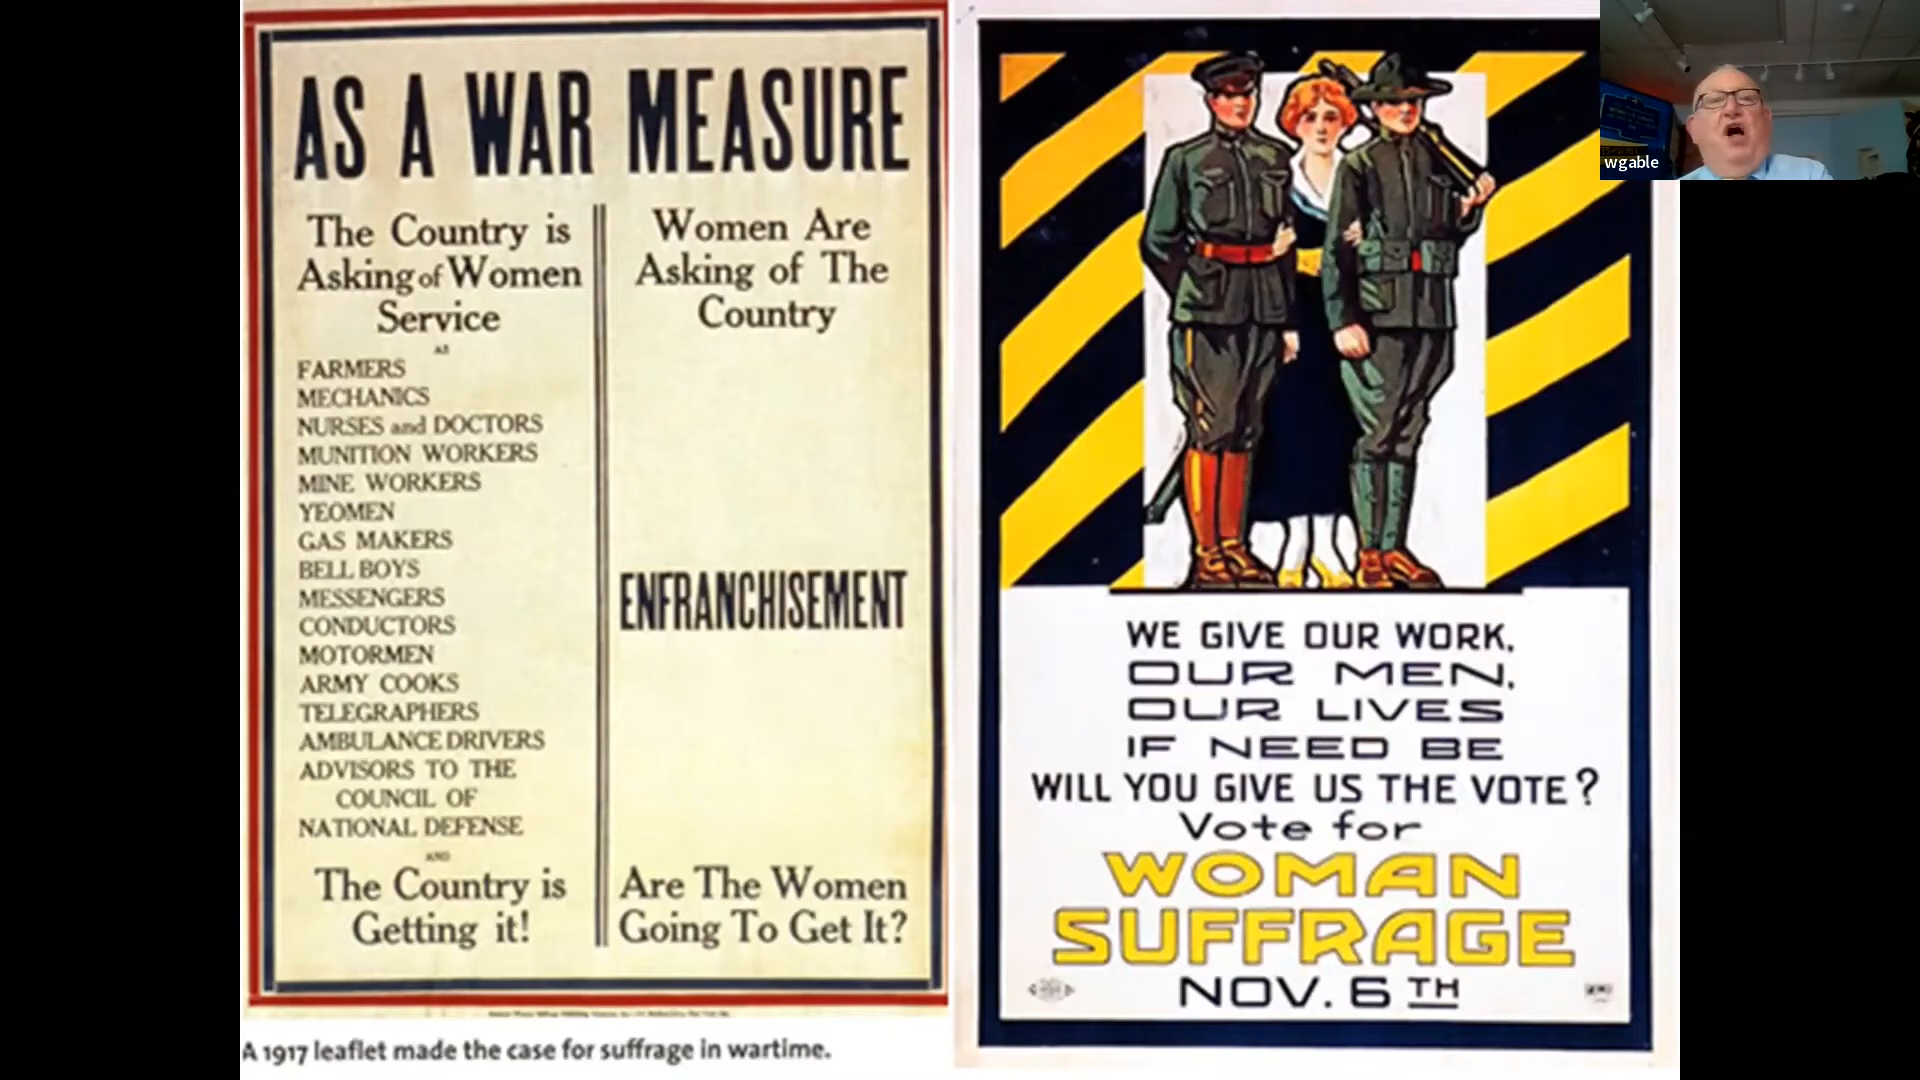 AS A WAR MEASURE
The Country is
Asking of Women
Service
AS
FARMERS
MECHANICS
NURSES and DOCTORS
MUNITION WORKERS
MINE WORKERS
YEOMEN
GAS MAKERS
BELL BOYS
MESSENGERS
CONDUCTORS
MOTORMEN
ARMY COOKS
TELEGRAPHERS
AMBULANCE DRIVERS
ADVISORS TO THE
COUNCIL OF
NATIONAL DEFENSE
AND
The Country is
Getting it!
Women Are
Asking of The
Country
ENFRANCHISEMENT
Are The Women
Going To Get It?
A 1917 leaflet made the case for suffrage in wartime.
WE GIVE OUR WORK,
OUR MEN,
OUR LIVES
IF NEED BE
WILL YOU GIVE US THE VOTE?
Vote for
WOMAN
SUFFRAGE
NOV. 6TH
wgable